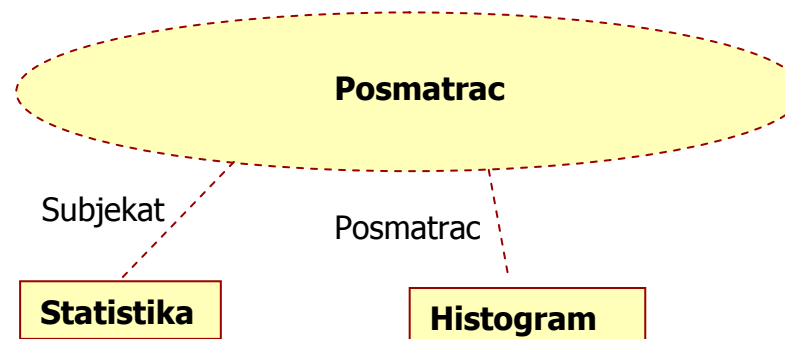 Posmatrac
Subjekat
Posmatrac
Statistika
Histogram